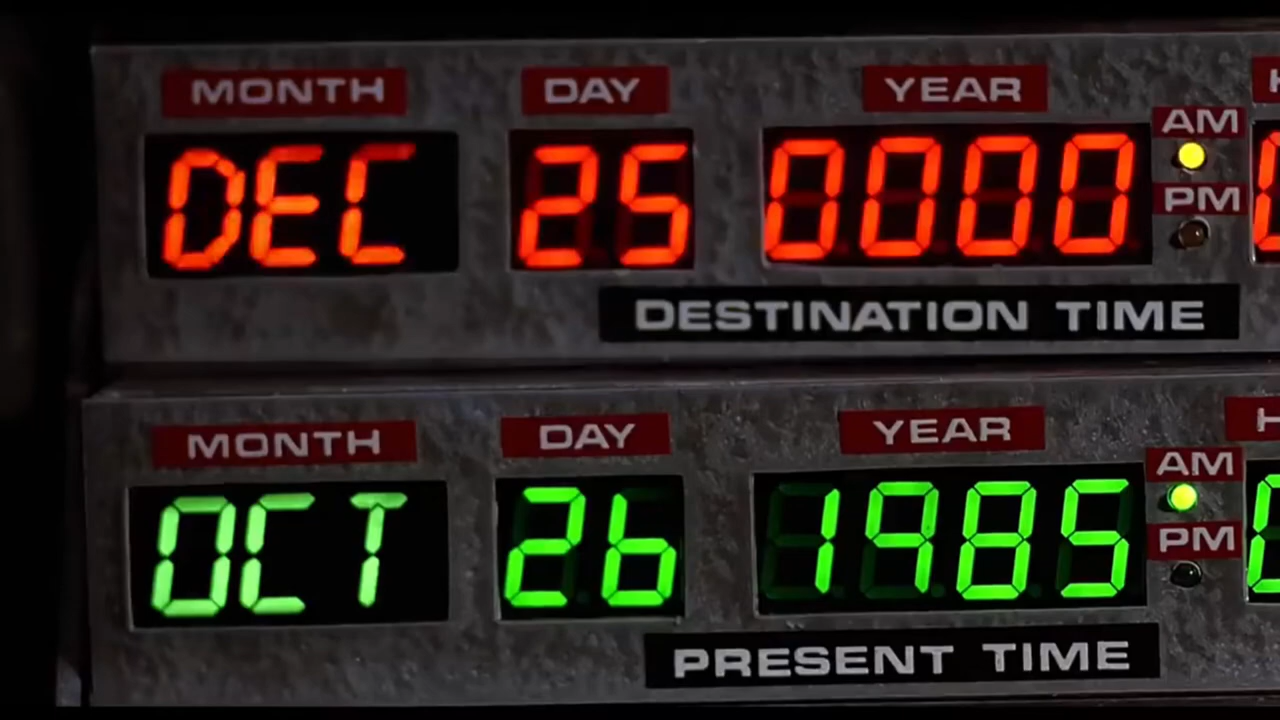 MONTH DAY YEAR
AM
DEC 25 0000
PM
DESTINATION TIME
MONTH DAY YEAR
AM
OCT 26 1985
PM
PRESENT TIME